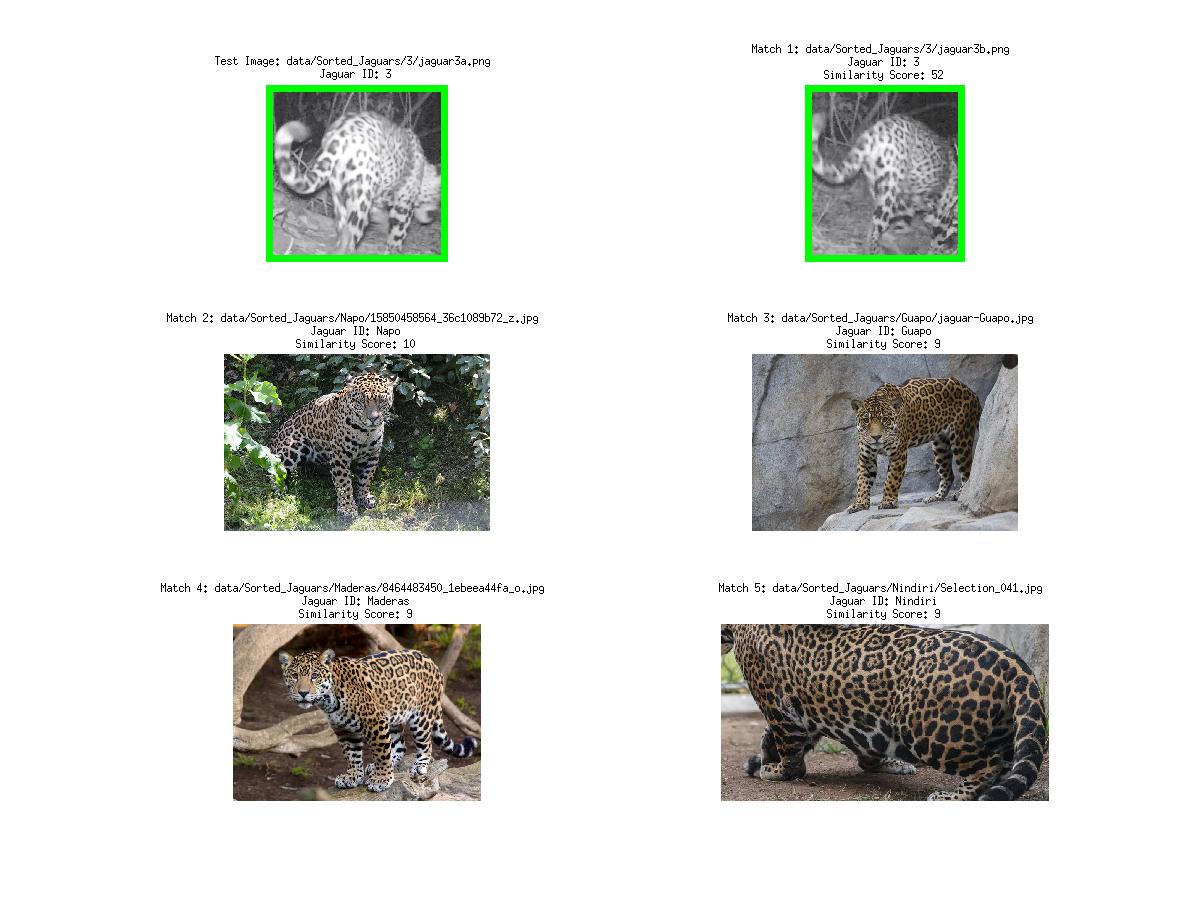 Test Image: data/Sorted_Jaguars/3/jaguar3a.png
Jaguar ID: 3
Match 1: data/Sorted_Jaguars/3/jaguar3b.png
Jaguar ID: 3
Similarity Score: 52
Match 2: data/Sorted_Jaguars/Napo/15850458564_36c1089b72_z.jpg
Jaguar ID: Napo
Similarity Score: 10
Match 3: data/Sorted_Jaguars/Guapo/jaguar-Guapo.jpg
Jaguar ID: Guapo
Similarity Score: 9
Match 4: data/Sorted_Jaguars/Maderas/8464483450_1ebeea44fa_o.jpg
Jaguar ID: Maderas
Similarity Score: 9
Match 5: data/Sorted_Jaguars/Nindiri/Selection_041.jpg
Jaguar ID: Nindiri
Similarity Score: 9